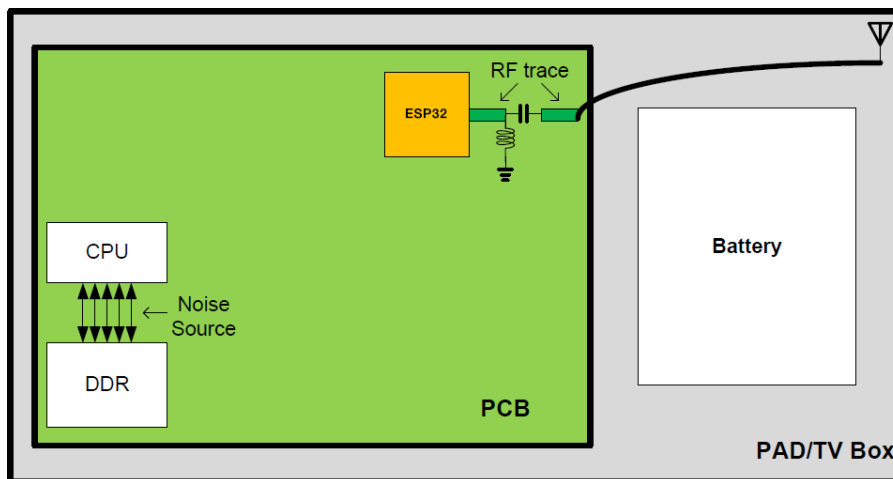 RF trace
ESP32
Battery
CPU
Noise
Source
DDR
PCB
PAD/TV Box